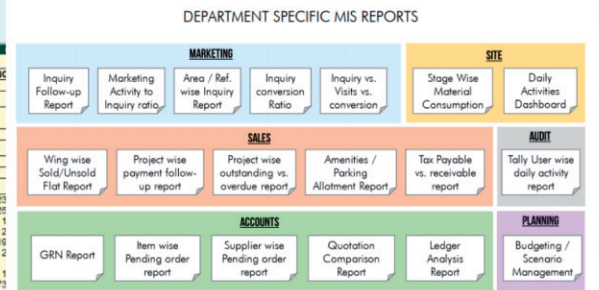 DEPARTMENT SPECIFIC MIS REPORTS
MARKETING
Inquiry
Follow-up
Report
Marketing
Activity to
Inquiry ratio
Area / Ref.
wise Inquiry
Report
Inquiry
conversion
Ratio
Inquiry vs.
Visits vs.
conversion
SITE
Stage Wise
Material
Consumption
Daily
Activities
Dashboard
SALES
Wing wise
Sold/Unsold
Flat Report
Project wise
payment follow-
up report
Project wise
outstanding vs.
overdue report
Amenities /
Parking
Allotment Report
Tax Payable
vs. receivable
report
AUDIT
Tally User wise
daily activity
report
ACCOUNTS
GRN Report
Item wise
Pending order
report
Supplier wise
Pending order
report
Quotation
Comparison
Report
Ledger
Analysis
Report
PLANNING
Budgeting /
Scenario
Management